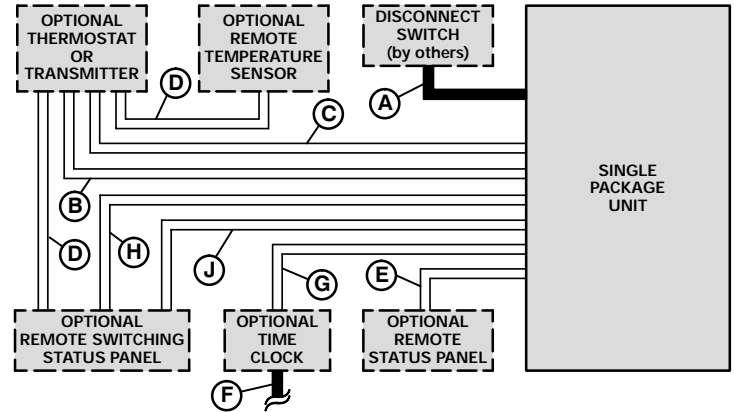 OPTIONAL
THERMOSTAT
OR
TRANSMITTER
OPTIONAL
REMOTE
TEMPERATURE
SENSOR
DISCONNECT
SWITCH
(by others)
D
A
C
SINGLE
PACKAGE
UNIT
B
D
H
J
G
E
OPTIONAL
REMOTE SWITCHING
STATUS PANEL
OPTIONAL
TIME
CLOCK
OPTIONAL
REMOTE
STATUS PANEL
F